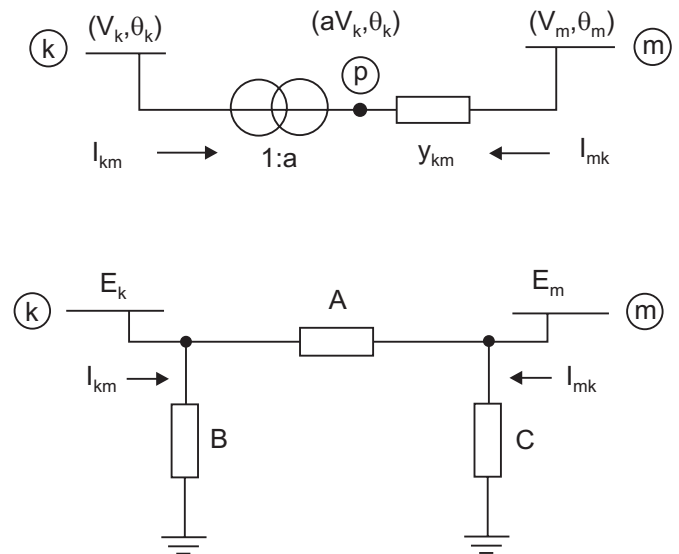 (V_k,θ_k) (aV_k,θ_k) (V_m,θ_m)
k p m
I_km 1:a y_km I_mk
E_k A E_m
k m
I_km I_mk
B C